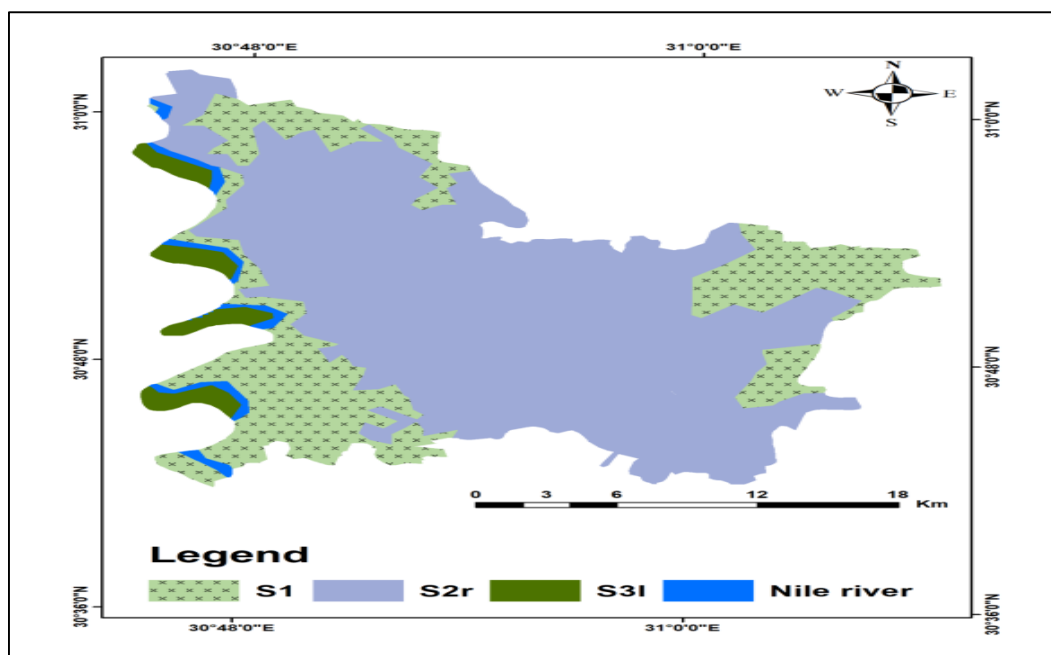 30°48'0"E 31°0'0"E
N
W E
S
31°0'0"N 31°0'0"N
30°48'0"N 30°48'0"N
0 3 6 12 18
Km
Legend
S1 S2r S3l Nile river
30°36'0"N 30°36'0"N
30°48'0"E 31°0'0"E